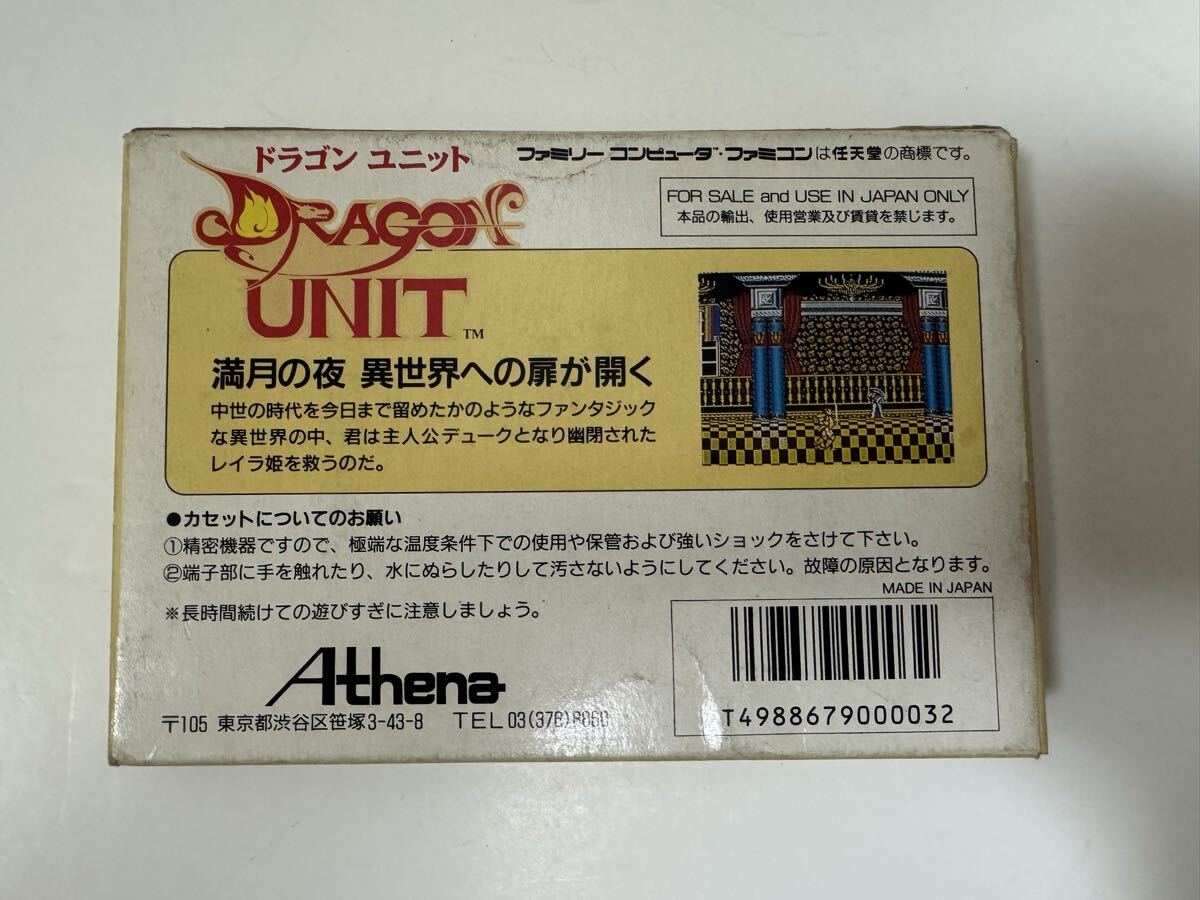 ドラゴン ユニット
DRAGON
UNIT™
ファミリーコンピュータ™・ファミコンは任天堂の商標です。
FOR SALE and USE IN JAPAN ONLY
本品の輸出、使用営業及び賃貸を禁じます。
満月の夜 異世界への扉が開く
中世の時代を今日まで留めたかのようなファンタジック
な異世界の中、君は主人公デュークとなり幽閉された
レイラ姫を救うのだ。
●カセットについてのお願い
①精密機器ですので、極端な温度条件下での使用や保管および強いショックをさけて下さい。
②端子部に手を触れたり、水にぬらしたりして汚さないようにしてください。故障の原因となります。
MADE IN JAPAN
※長時間続けての遊びすぎに注意しましょう。
Athena
〒105 東京都渋谷区笹塚3-43-8 TEL 03(376)8060
T4988679000032